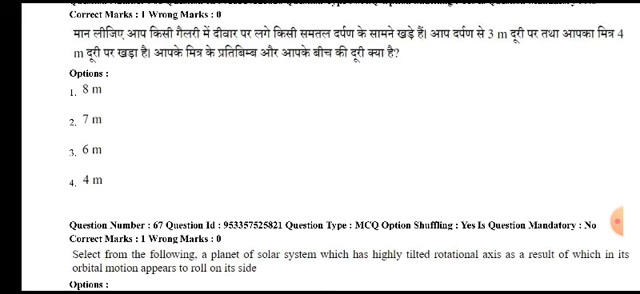 Correct Marks : 1 Wrong Marks : 0
मान लीजिए आप किसी गैलरी में दीवार पर लगे किसी समतल दर्पण के सामने खड़े हैं। आप दर्पण से 3 m दूरी पर तथा आपका मित्र 4
m दूरी पर खड़ा है। आपके मित्र के प्रतिबिम्ब और आपके बीच की दूरी क्या है?
Options :
1. 8 m
2. 7 m
3. 6 m
4. 4 m
Question Number : 67 Question Id : 953357525821 Question Type : MCQ Option Shuffling : Yes Is Question Mandatory : No
Correct Marks : 1 Wrong Marks : 0
Select from the following, a planet of solar system which has highly tilted rotational axis as a result of which in its
orbital motion appears to roll on its side
Options :